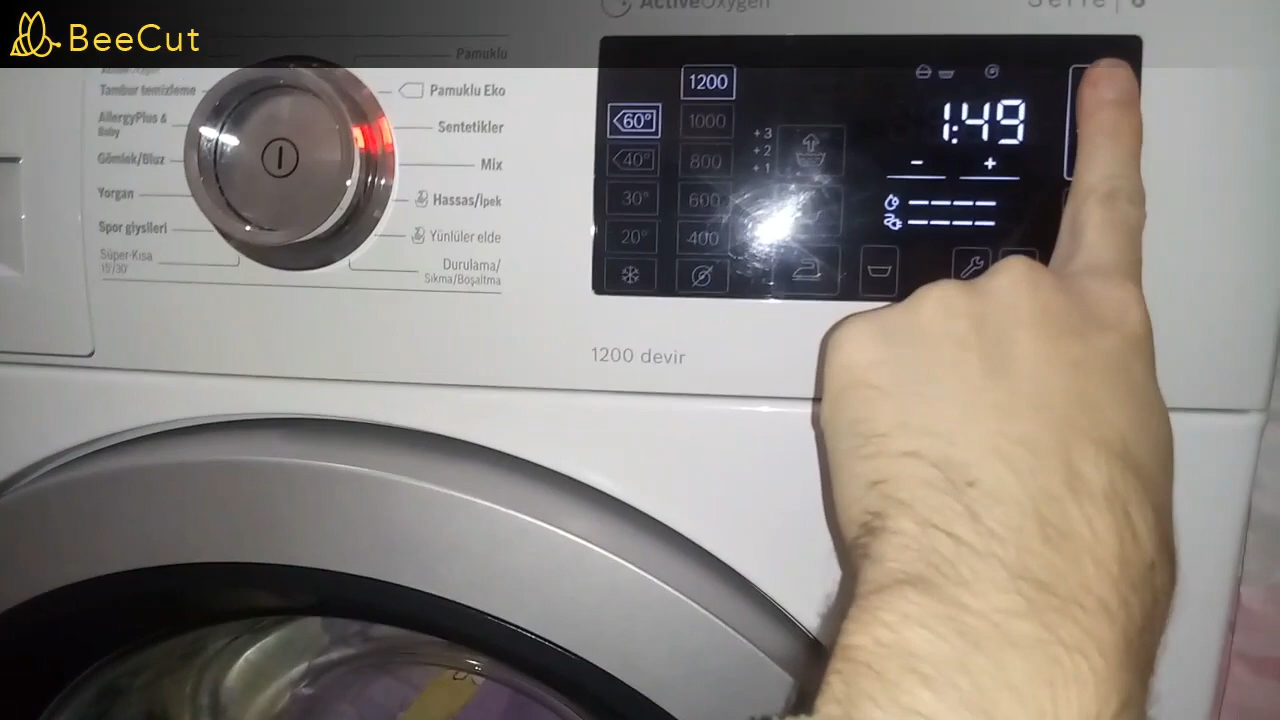 BeeCut
ActiveOxygen
Serie | 6
Pamuklu
Tambur temizleme
Pamuklu Eko
AllergyPlus &
Baby
Sentetikler
Gömlek/Bluz
Mix
Yorgan
Hassas/İpek
Spor giysileri
Yünlüler elde
Süper-Kısa
15'/30'
Durulama/
Sıkma/Boşaltma
1200
60°
1000
40°
800
30°
600
20°
400
+3
+2
+1
1:49
- +
1200 devir